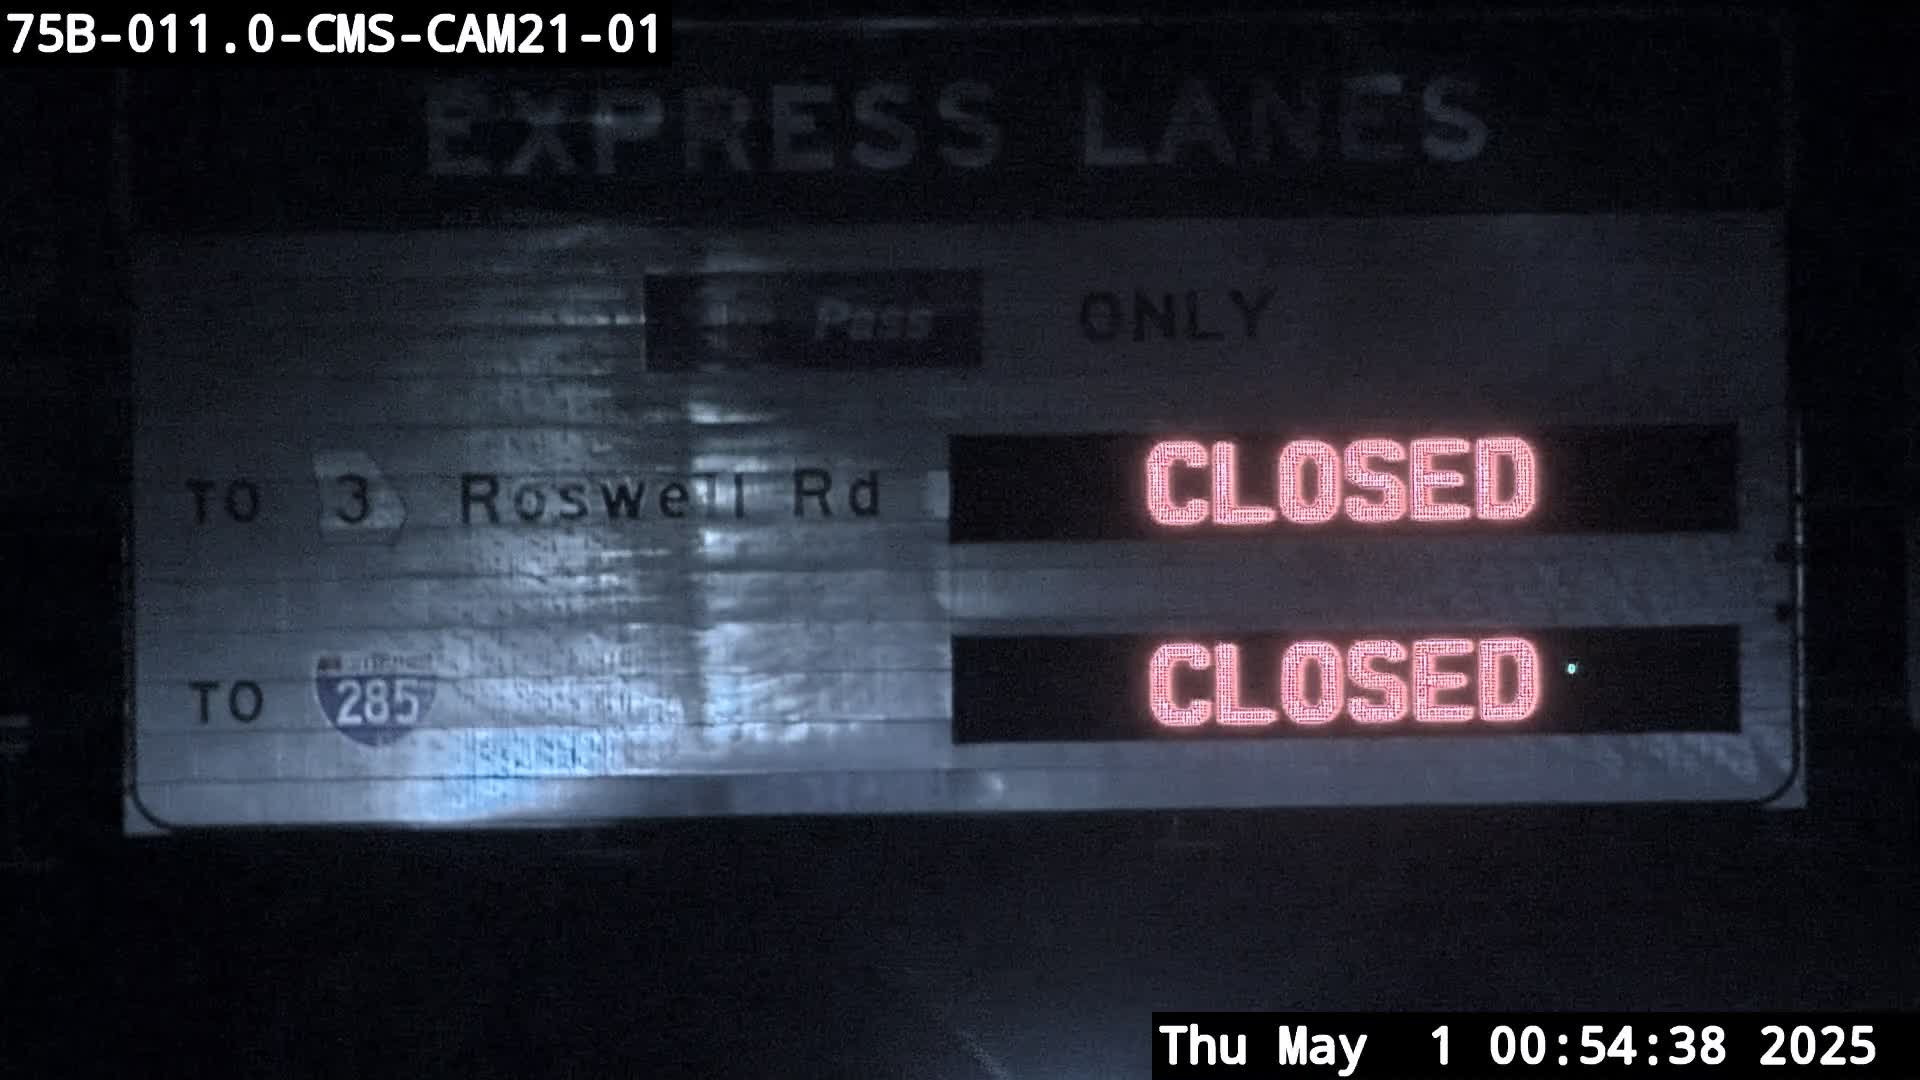 75B-011.0-CMS-CAM21-01
EXPRESS LANES
Pass ONLY
TO 3 Roswell Rd CLOSED
TO 285 CLOSED
Thu May 1 00:54:38 2025